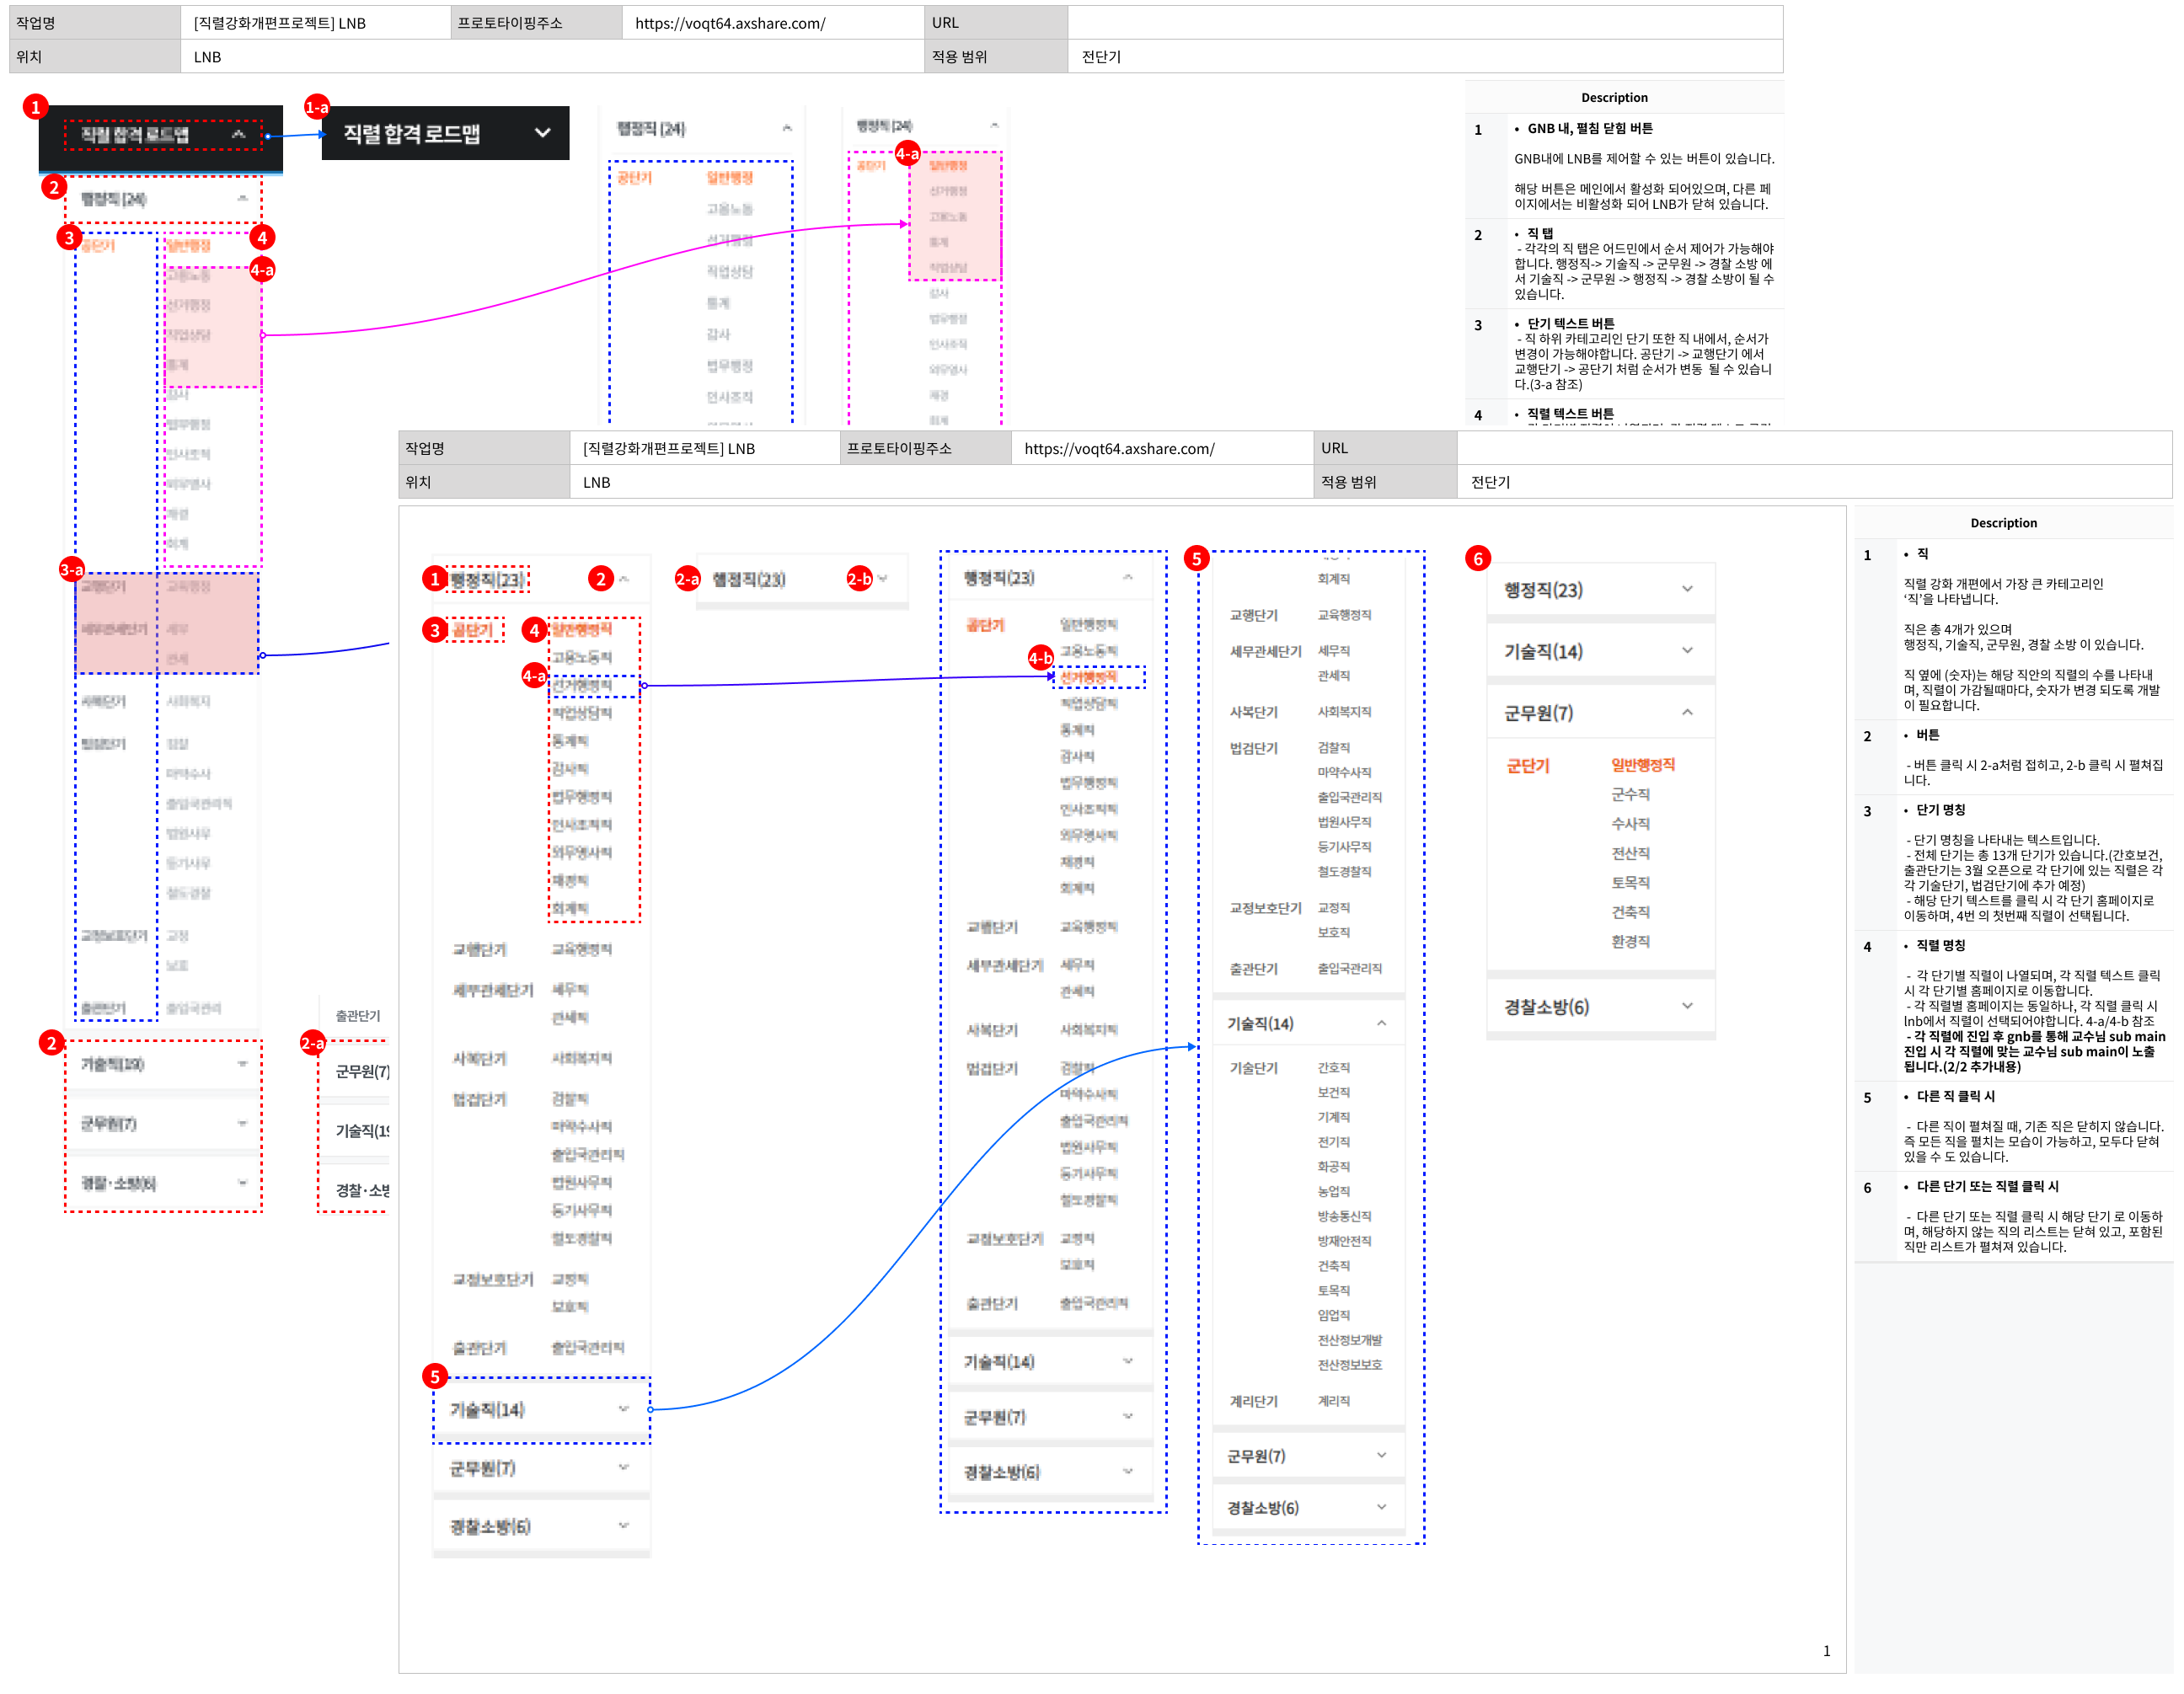 작업명 [직렬강화개편프로젝트] LNB 프로토타이핑주소 https://voqt64.axshare.com/ URL
위치 LNB 적용 범위 전단기
1
직렬 합격 로드맵
1-a
직렬 합격 로드맵
2
행정직 (24)
3
공단기
4
일반행정
4-a
고용노동
선거행정
직업상담
통계
감사
법무행정
인사조직
외무영사
재경
회계
3-a
교행단기 교육행정
세무관세단기 세무
관세
사복단기 사회복지
법검단기 검찰
마약수사
출입국관리직
법원사무
등기사무
철도경찰
교정보호단기 교정
보호
출관단기 출입국관리
2
기술직(19)
군무원(7)
경찰·소방(6)
출관단기
2-a
군무원(7)
경찰·소방
행정직 (24)
공단기 일반행정
고용노동
선거행정
직업상담
통계
감사
법무행정
인사조직
행정직 (24)
4-a
공단기 일반행정
선거행정
고용노동
통계
직업상담
감사
법무행정
인사조직
외무영사
재경
회계
Description
1 • GNB 내, 펼침 닫힘 버튼
GNB내에 LNB를 제어할 수 있는 버튼이 있습니다.
해당 버튼은 메인에서 활성화 되어있으며, 다른 페
이지에서는 비활성화 되어 LNB가 닫혀 있습니다.
2 • 직 탭
- 각각의 직 탭은 어드민에서 순서 제어가 가능해야
합니다. 행정직-> 기술직 -> 군무원 -> 경찰 소방 에
서 기술직 -> 군무원 -> 행정직 -> 경찰 소방이 될 수
있습니다.
3 • 단기 텍스트 버튼
- 직 하위 카테고리인 단기 또한 직 내에서, 순서가
변경이 가능해야합니다. 공단기 -> 교행단기 에서
교행단기 -> 공단기 처럼 순서가 변동 될 수 있습니
다.(3-a 참조)
4 • 직렬 텍스트 버튼
작업명 [직렬강화개편프로젝트] LNB 프로토타이핑주소 https://voqt64.axshare.com/ URL
위치 LNB 적용 범위 전단기
1 행정직(23) 2
3 공단기 4 일반행정직
고용노동직
4-a 선거행정직
직업상담직
통계직
감사직
법무행정직
인사조직직
외무영사직
재경직
회계직
교행단기 교육행정직
세무관세단기 세무직
관세직
사복단기 사회복지직
법검단기 검찰직
마약수사직
출입국관리직
법원사무직
등기사무직
철도경찰직
교정보호단기 교정직
보호직
출관단기 출입국관리직
5
기술직(14)
군무원(7)
경찰소방(6)
2-a 행정직(23) 2-b
행정직(23)
공단기 일반행정직
고용노동직
4-b 선거행정직
직업상담직
통계직
감사직
법무행정직
인사조직직
외무영사직
재경직
회계직
교행단기 교육행정직
세무관세단기 세무직
관세직
사복단기 사회복지직
법검단기 검찰직
마약수사직
출입국관리직
법원사무직
등기사무직
철도경찰직
교정보호단기 교정직
보호직
출관단기 출입국관리직
기술직(14)
군무원(7)
경찰소방(6)
5
회계직
교행단기 교육행정직
세무관세단기 세무직
관세직
사복단기 사회복지직
법검단기 검찰직
마약수사직
출입국관리직
법원사무직
등기사무직
철도경찰직
교정보호단기 교정직
보호직
출관단기 출입국관리직
기술직(14)
기술단기 간호직
보건직
기계직
전기직
화공직
농업직
방송통신직
방재안전직
건축직
토목직
임업직
전산정보개발
전산정보보호
계리단기 계리직
군무원(7)
경찰소방(6)
6
행정직(23)
기술직(14)
군무원(7)
군단기 일반행정직
군수직
수사직
전산직
토목직
건축직
환경직
경찰소방(6)
Description
1 • 직
직렬 강화 개편에서 가장 큰 카테고리인
‘직’을 나타냅니다.
직은 총 4개가 있으며
행정직, 기술직, 군무원, 경찰 소방 이 있습니다.
직 옆에 (숫자)는 해당 직안의 직렬의 수를 나타내
며, 직렬이 가감될때마다, 숫자가 변경 되도록 개발
이 필요합니다.
2 • 버튼
- 버튼 클릭 시 2-a처럼 접히고, 2-b 클릭 시 펼쳐집
니다.
3 • 단기 명칭
- 단기 명칭을 나타내는 텍스트입니다.
- 전체 단기는 총 13개 단기가 있습니다.(간호보건,
출관단기는 3월 오픈으로 각 단기에 있는 직렬은 각
각 기술단기, 법검단기에 추가 예정)
- 해당 단기 텍스트를 클릭 시 각 단기 홈페이지로
이동하며, 4번 의 첫번째 직렬이 선택됩니다.
4 • 직렬 명칭
- 각 단기별 직렬이 나열되며, 각 직렬 텍스트 클릭
시 각 단기별 홈페이지로 이동합니다.
- 각 직렬별 홈페이지는 동일하나, 각 직렬 클릭 시
lnb에서 직렬이 선택되어야합니다. 4-a/4-b 참조
- 각 직렬에 진입 후 gnb를 통해 교수님 sub main
진입 시 각 직렬에 맞는 교수님 sub main이 노출
됩니다.(2/2 추가내용)
5 • 다른 직 클릭 시
- 다른 직이 펼쳐질 때, 기존 직은 닫히지 않습니다.
즉 모든 직을 펼치는 모습이 가능하고, 모두다 닫혀
있을 수 도 있습니다.
6 • 다른 단기 또는 직렬 클릭 시
- 다른 단기 또는 직렬 클릭 시 해당 단기 로 이동하
며, 해당하지 않는 직의 리스트는 닫혀 있고, 포함된
직만 리스트가 펼쳐져 있습니다.
1